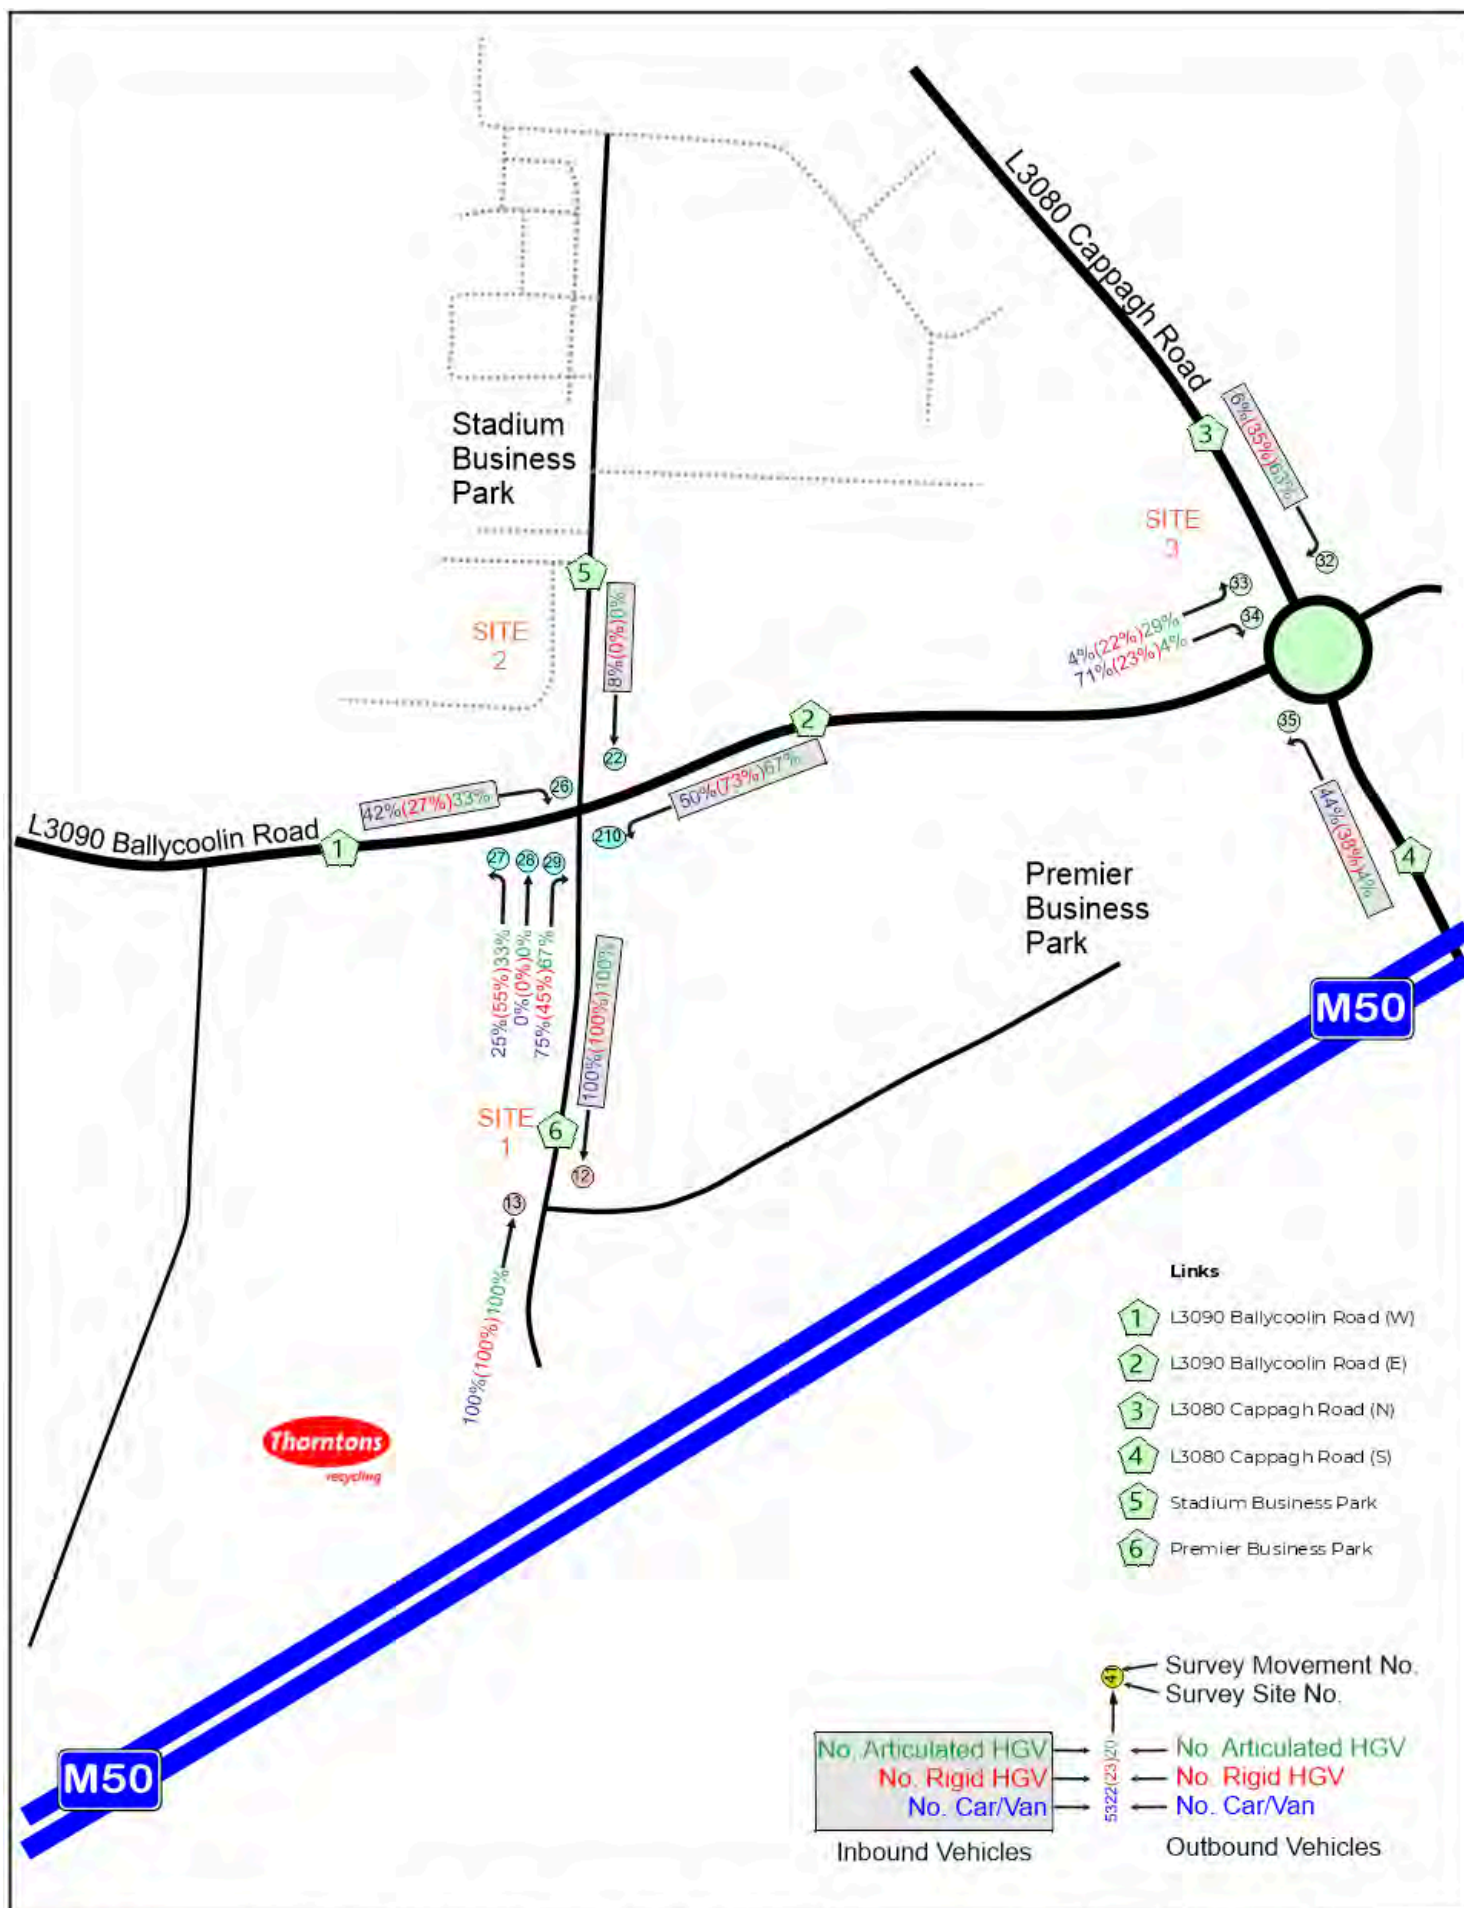 L3080 Cappagh Road
Stadium
Business
Park
3
6%(35%)63%
SITE
3
32
5
33
SITE
2
8%(0%)0%
34
4%(22%)29%
71%(23%)4%
2
35
22
26
42%(27%)33%
50%(73%)67%
L3090 Ballycoolin Road
1
210
44%(38%)4%
4
27
28
29
Premier
Business
Park
25%(55%)33%
0%(0%)0%
75%(45%)67%
100%(100%)100%
M50
SITE
1
6
12
13
100%(100%)100%
Links
1 L3090 Ballycoolin Road (W)
2 L3090 Ballycoolin Road (E)
3 L3080 Cappagh Road (N)
4 L3080 Cappagh Road (S)
5 Stadium Business Park
6 Premier Business Park
Thorntons
recycling
41
Survey Movement No.
Survey Site No.
No. Articulated HGV
No. Rigid HGV
No. Car/Van
5322(23)20
No. Articulated HGV
No. Rigid HGV
No. Car/Van
Inbound Vehicles
Outbound Vehicles
M50